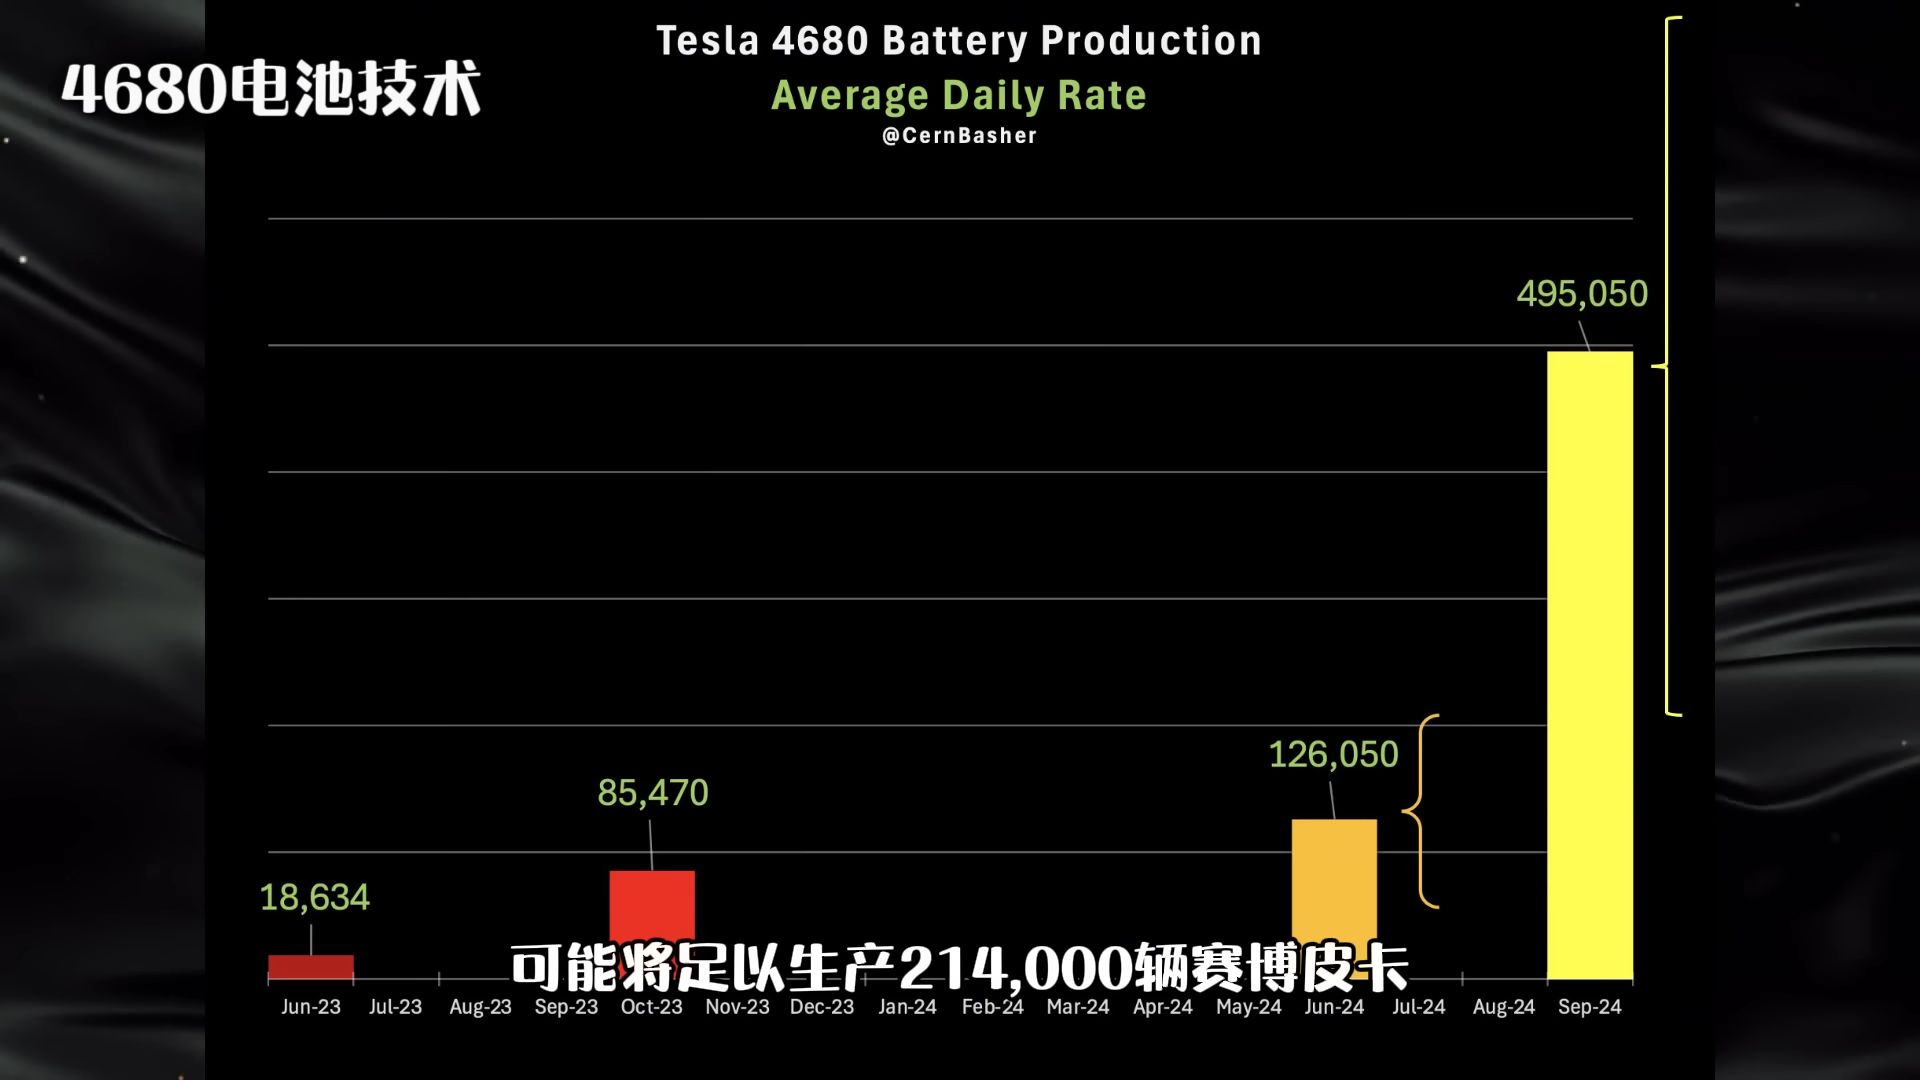 Tesla 4680 Battery Production
4680电池技术
Average Daily Rate
@CernBasher
495,050
126,050
85,470
18,634
可能将足以生产214,000辆赛博皮卡
Jun-23 Jul-23 Aug-23 Sep-23 Oct-23 Nov-23 Dec-23 Jan-24 Feb-24 Mar-24 Apr-24 May-24 Jun-24 Jul-24 Aug-24 Sep-24